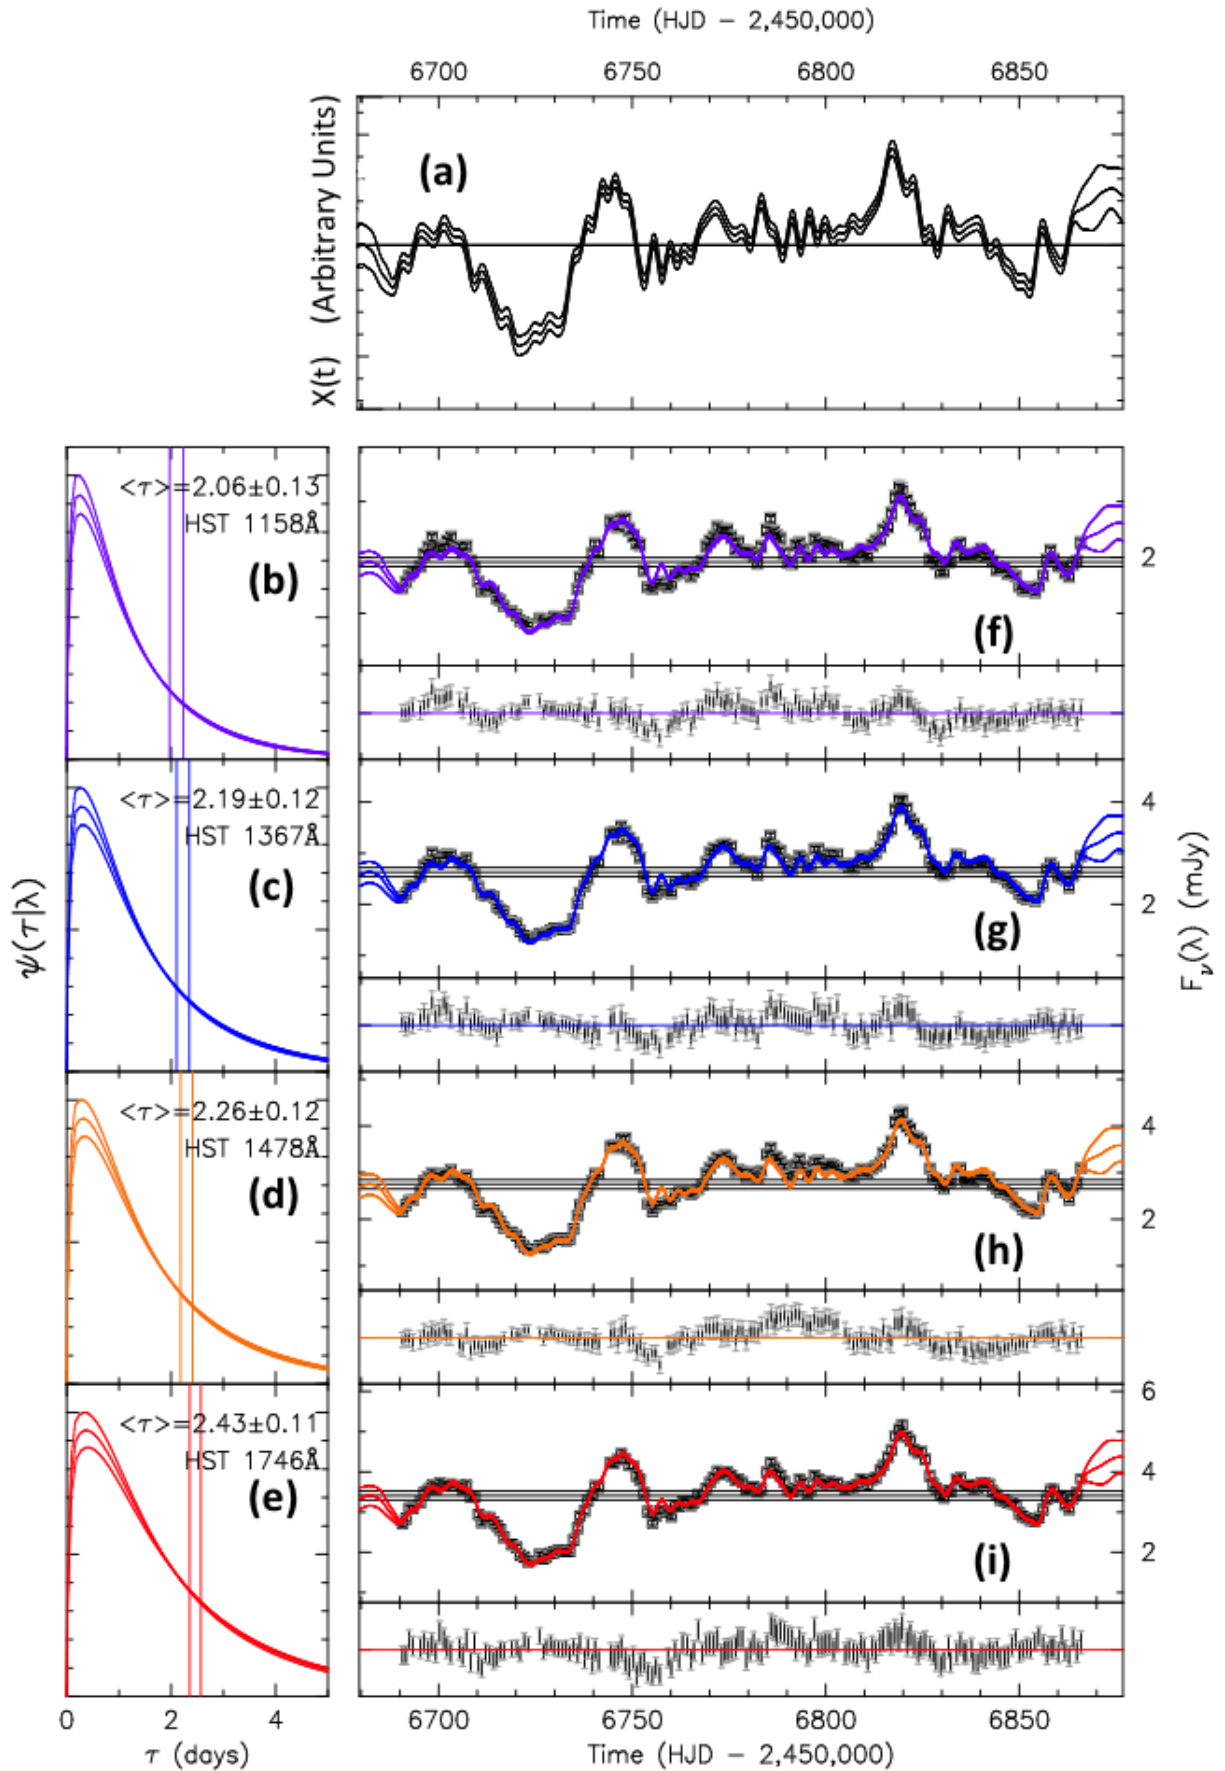 Time (HJD − 2,450,000)
6700 6750 6800 6850
X(t) (Arbitrary Units)
(a)
<τ>=2.06±0.13
HST 1158Å
(b)
(f)
2
<τ>=2.19±0.12
HST 1367Å
(c)
(g)
4
2
<τ>=2.26±0.12
HST 1478Å
(d)
(h)
4
2
<τ>=2.43±0.11
HST 1746Å
(e)
(i)
6
4
2
ψ(τ|λ)
F_ν(λ) (mJy)
0 2 4
τ (days)
6700 6750 6800 6850
Time (HJD − 2,450,000)